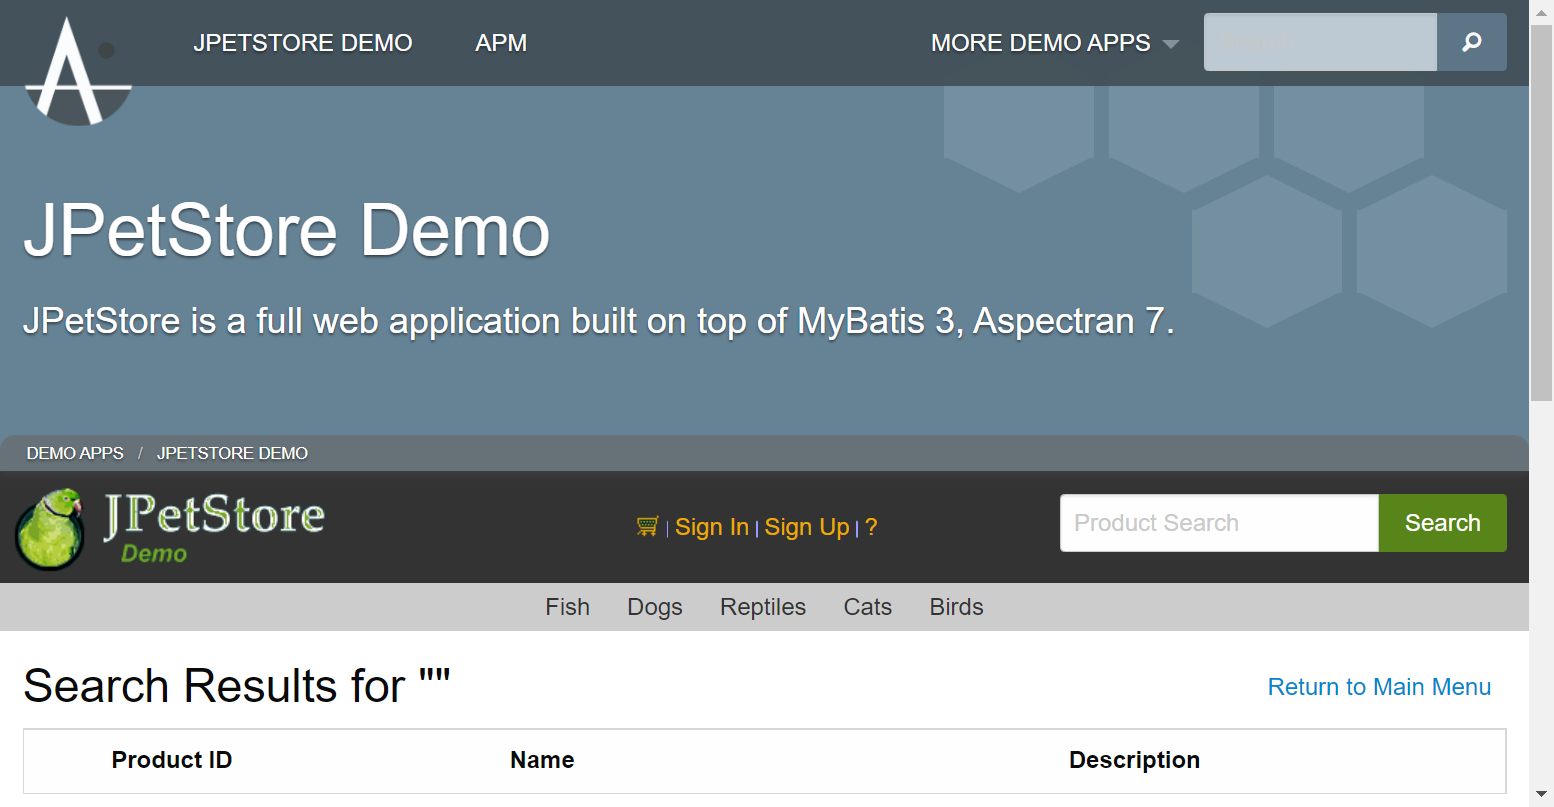 JPETSTORE DEMO APM MORE DEMO APPS
JPetStore Demo
JPetStore is a full web application built on top of MyBatis 3, Aspectran 7.
DEMO APPS / JPETSTORE DEMO
JPetStore
Demo
| Sign In | Sign Up | ?
Product Search Search
Fish Dogs Reptiles Cats Birds
Search Results for ""
Return to Main Menu
Product ID Name Description